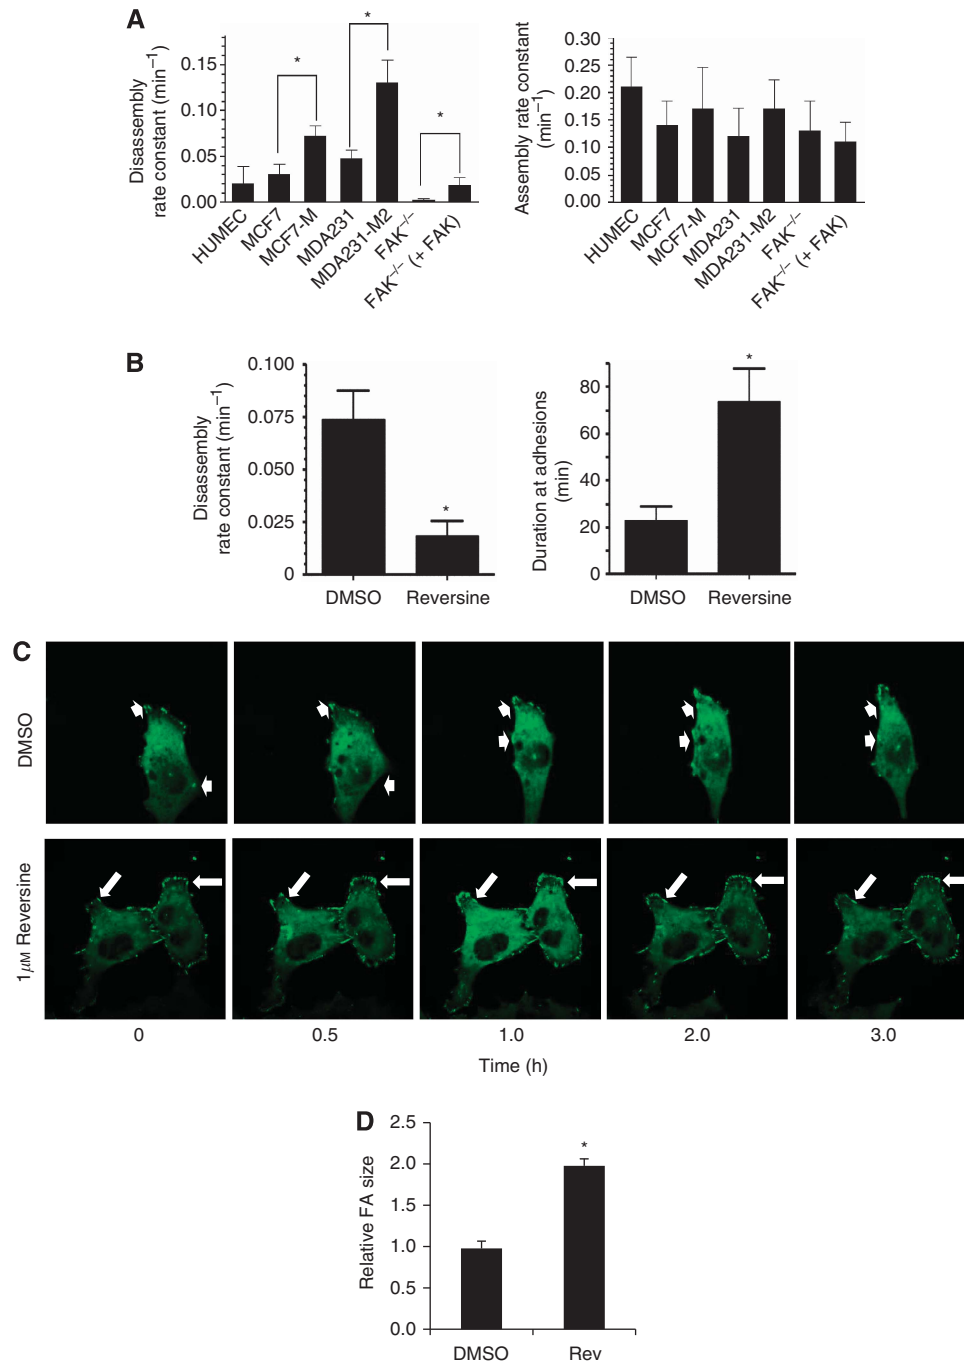 A
Disassembly
rate constant (min⁻¹)
0.15
0.10
0.05
0.00
*
*
*
HUMEC
MCF7
MCF7-M
MDA231
MDA231-M2
FAK⁻/⁻
FAK⁻/⁻ (+ FAK)
Assembly rate constant
(min⁻¹)
0.30
0.25
0.20
0.15
0.10
0.05
0.00
HUMEC
MCF7
MCF7-M
MDA231
MDA231-M2
FAK⁻/⁻
FAK⁻/⁻ (+ FAK)
B
Disassembly
rate constant (min⁻¹)
0.100
0.075
0.050
0.025
0
*
DMSO
Reversine
Duration at adhesions
(min)
80
60
40
20
0
*
DMSO
Reversine
C
DMSO
1 μM Reversine
0
0.5
1.0
2.0
3.0
Time (h)
D
Relative FA size
2.5
2.0
1.5
1.0
0.5
0.0
*
DMSO
Rev